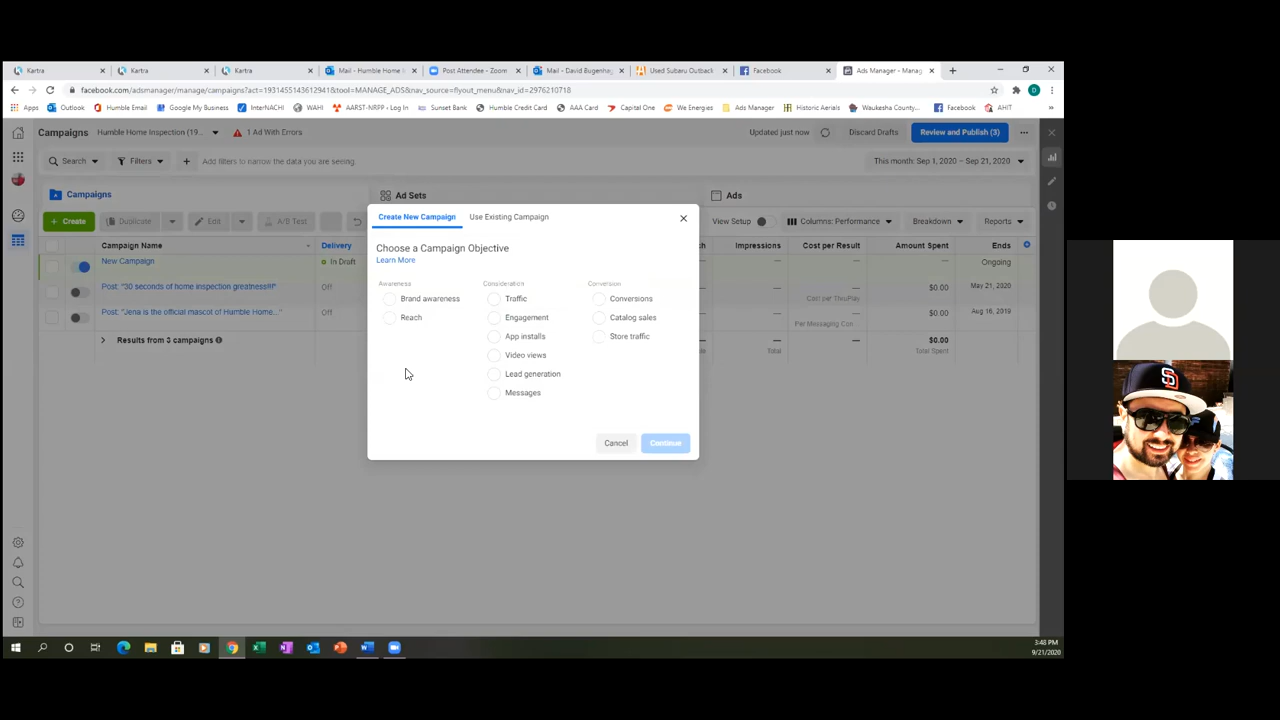 Kartra
Kartra
Kartra
Mail - Humble Home I
Post Attendee - Zoom
Mail - David Bugenha
Used Subaru Outback
Facebook
Ads Manager - Manag
facebook.com/adsmanager/manage/campaigns?act=1931455143612941&tool=MANAGE_ADS&nav_source=flyout_menu&nav_id=2976210718
Apps
Outlook
Humble Email
InterNACHI
Google My Business
WAHI
AARST-NRPP › Log In
Sunset Bank
Humble Credit Card
AAA Card
Capital One
We Energies
Ad Manager
Historic Aerials
Waukesha County...
Facebook
AHIT
Campaigns
Humble Home Inspection (19...
1 Ad With Errors
Updated just now
Discard Drafts
Review and Publish (3)
Search
Filters
Add filters to narrow the data you are seeing.
This month: Sep 1, 2020 – Sep 21, 2020
Campaigns
Ad Sets
Ads
+ Create
Duplicate
Edit
A/B Test
View Setup
Columns: Performance
Breakdown
Reports
Campaign Name
Delivery
Impressions
Cost per Result
Amount Spent
Ends
New Campaign
In Draft
—
—
—
Ongoing
Post: "30 seconds of home inspection greatness!!!"
Off
—
—
Cost per ThruPlay
$0.00
May 21, 2020
Post: "Jena is the official mascot of Humble Home...
Off
—
—
Per Messaging Con
$0.00
Aug 16, 2019
Results from 3 campaigns
—
Total
—
$0.00
Total Spent
Create New Campaign
Use Existing Campaign
Choose a Campaign Objective
Learn More
Awareness
Consideration
Conversion
Brand awareness
Traffic
Conversions
Reach
Engagement
Catalog sales
App installs
Store traffic
Video views
Lead generation
Messages
Cancel
Continue
3:48 PM
9/21/2020